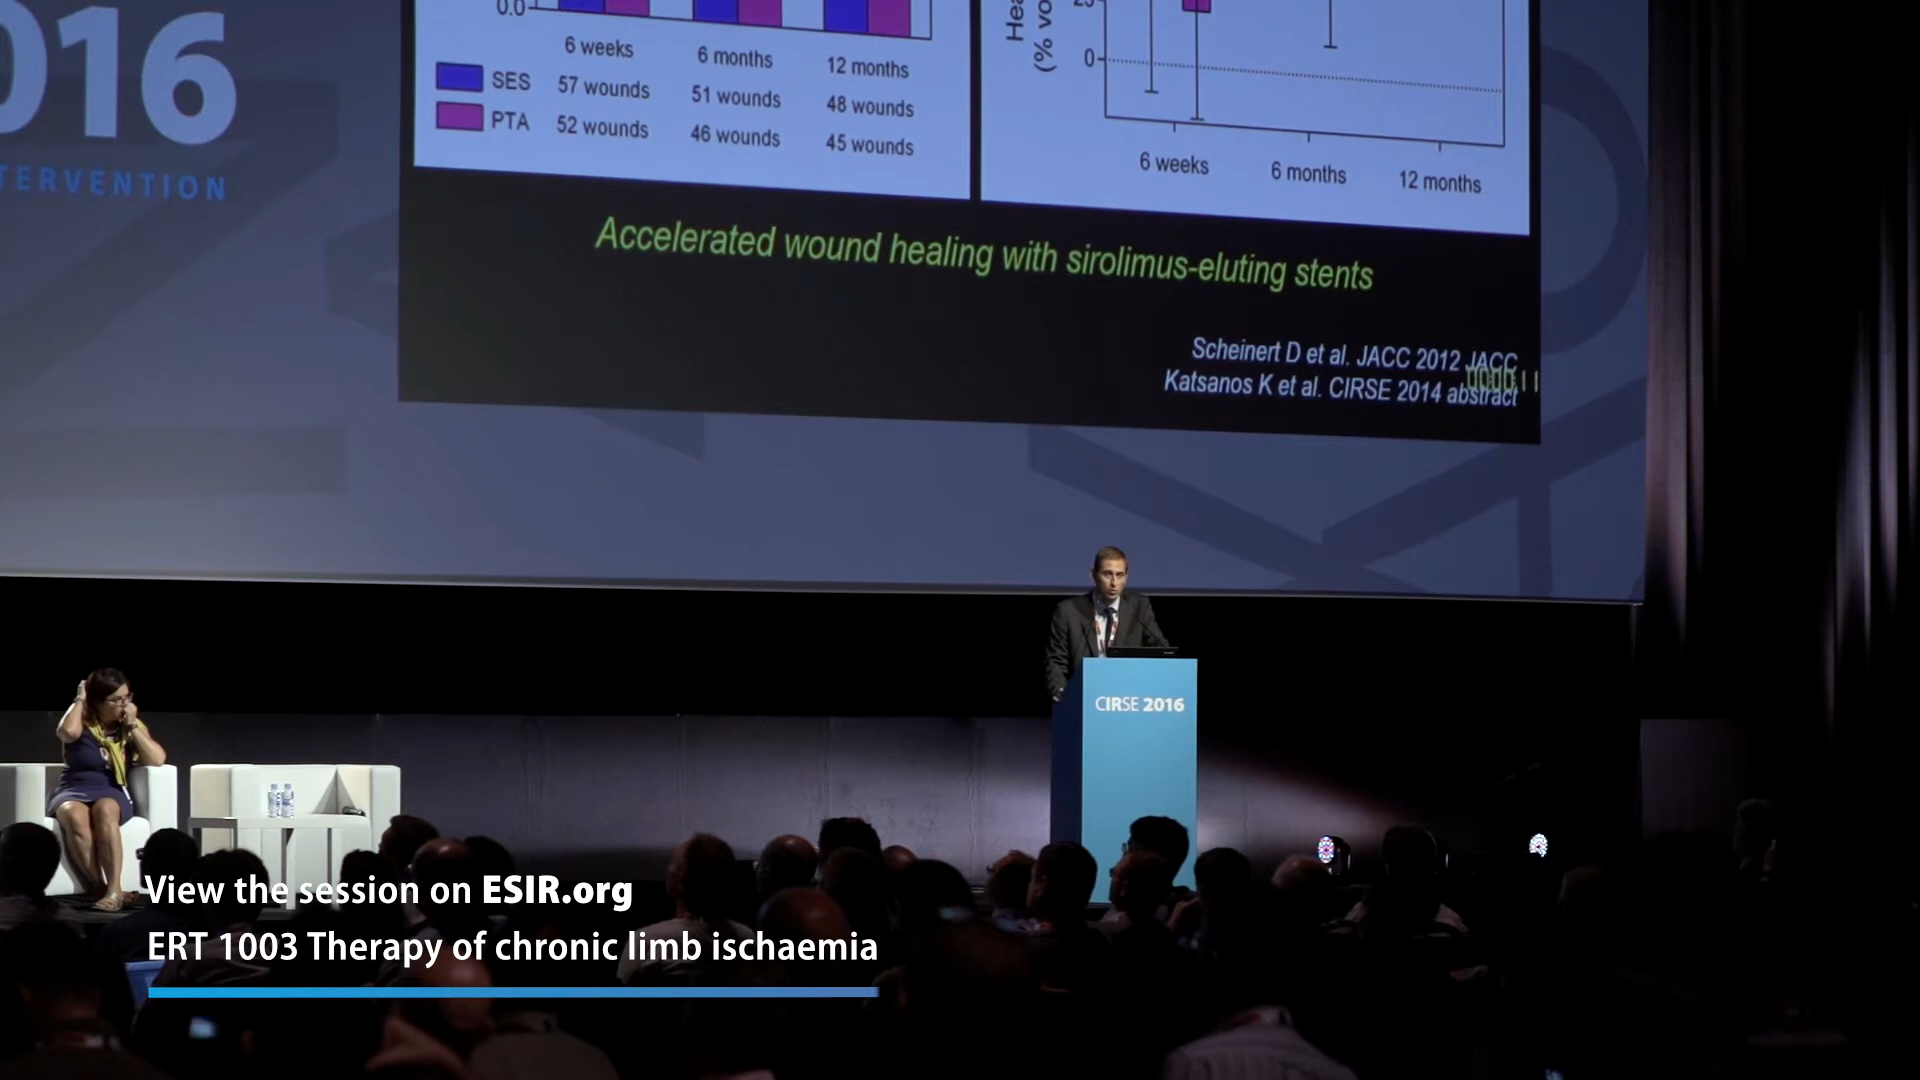 016
TERVENTION
0.0
6 weeks 6 months 12 months
SES 57 wounds 51 wounds 48 wounds
PTA 52 wounds 46 wounds 45 wounds
Hea
(% vo
25
0
6 weeks 6 months 12 months
Accelerated wound healing with sirolimus-eluting stents
Scheinert D et al. JACC 2012 JACC
Katsanos K et al. CIRSE 2014 abstract
CIRSE 2016
View the session on ESIR.org
ERT 1003 Therapy of chronic limb ischaemia